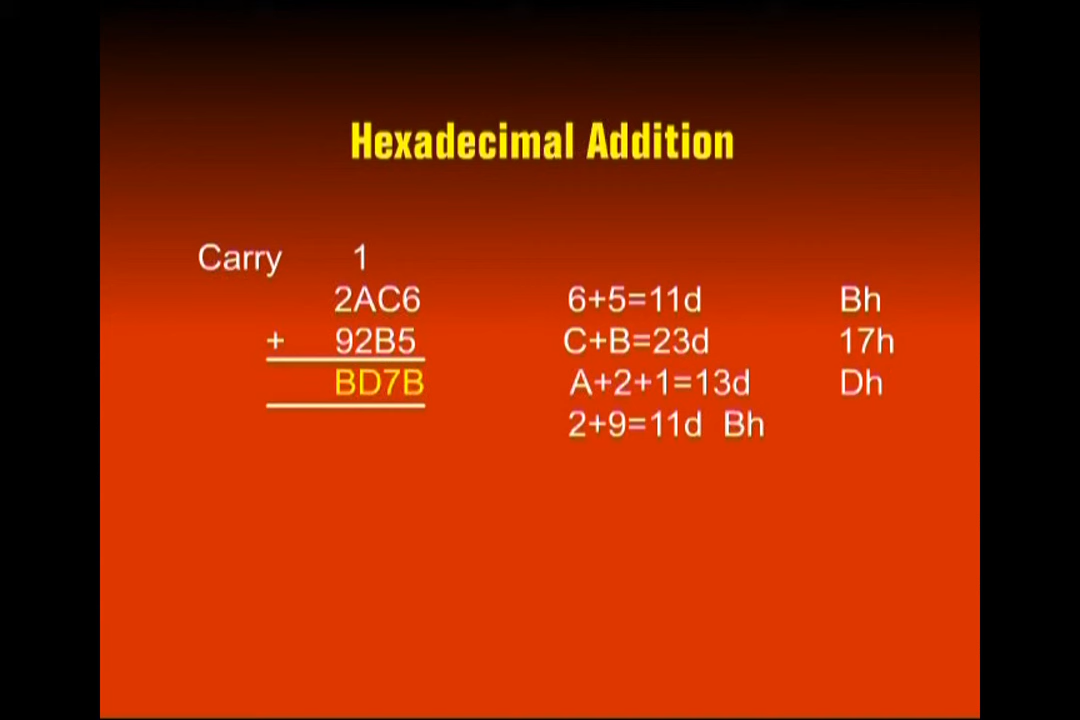 Hexadecimal Addition
Carry 1
2AC6 6+5=11d Bh
+ 92B5 C+B=23d 17h
BD7B A+2+1=13d Dh
2+9=11d Bh